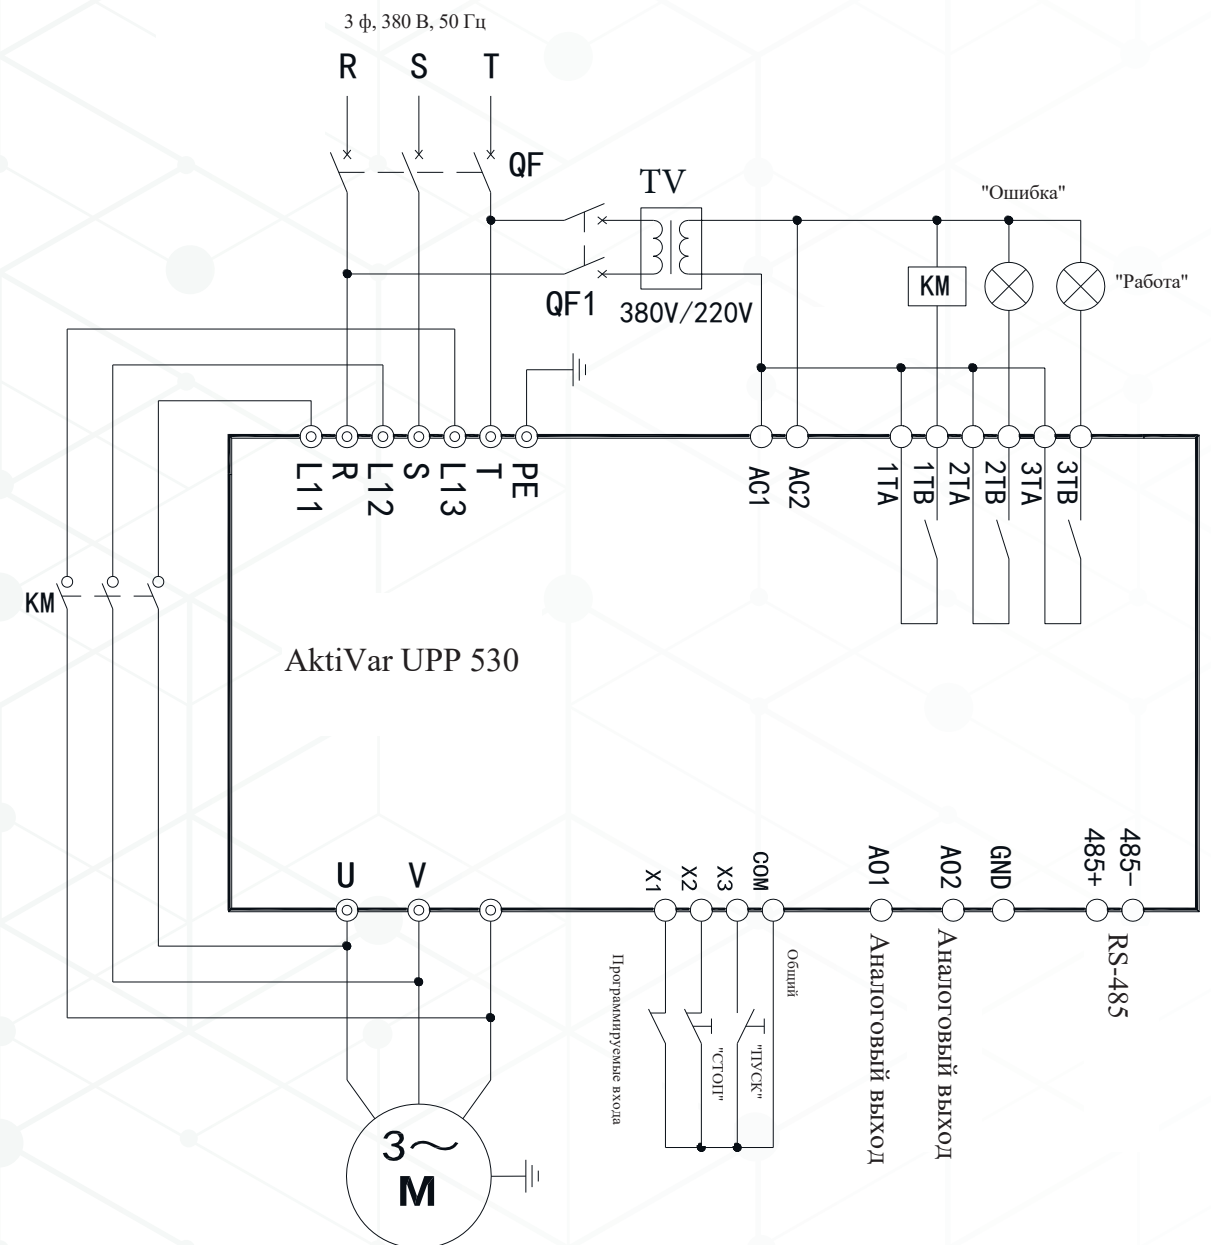 3 ф, 380 В, 50 Гц
R S T
QF
TV
"Ошибка"
KM
"Работа"
QF1
380V/220V
L11
R
L12
S
L13
T
PE
AC1
AC2
1TA
1TB
2TA
2TB
3TA
3TB
KM
AktiVar UPP 530
U V
X1
X2
X3
COM
AO1
AO2
GND
485+
485-
Программируемые входа
"СТОП"
"ПУСК"
Общий
Аналоговый выход
Аналоговый выход
RS-485
3~
M